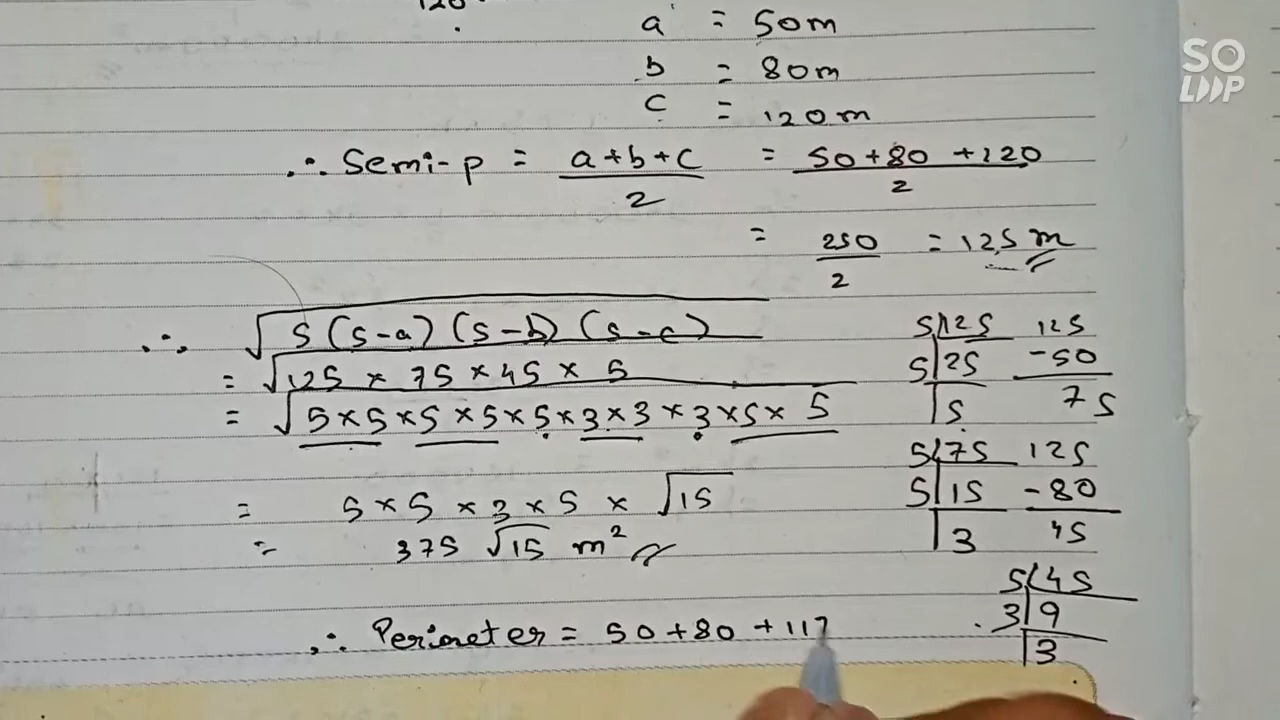 120
a = 50m
b = 80m
c = 120m
∴ Semi-p = a+b+c/2 = 50+80+120/2
= 250/2 = 125 m
∴ √s(s-a)(s-b)(s-c)
= √125 × 75 × 45 × 5
= √5×5×5×5×5×3×3×3×5×5
= 5×5×3×5×√15
= 375 √15 m²
∴ Perimeter = 50+80+117
5|125
5|25
|5
5|75
5|15
|3
5|45
3|9
|3
125
-50
75
125
-80
45
SO
LOOP